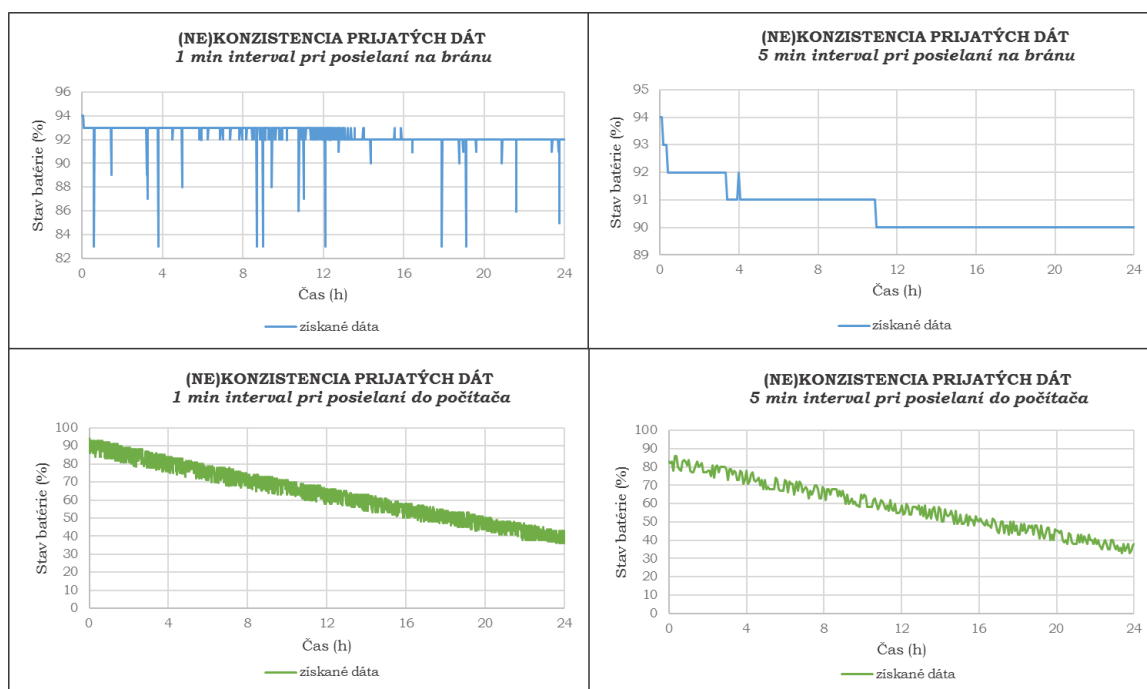 (NE)KONZISTENCIA PRIJATÝCH DÁT
1 min interval pri posielaní na bránu
Stav batérie (%)
96
94
92
90
88
86
84
82
0 4 8 12 16 20 24
Čas (h)
získané dáta
(NE)KONZISTENCIA PRIJATÝCH DÁT
5 min interval pri posielaní na bránu
Stav batérie (%)
95
94
93
92
91
90
89
0 4 8 12 16 20 24
Čas (h)
získané dáta
(NE)KONZISTENCIA PRIJATÝCH DÁT
1 min interval pri posielaní do počítača
Stav batérie (%)
100
90
80
70
60
50
40
30
20
10
0
0 4 8 12 16 20 24
Čas (h)
získané dáta
(NE)KONZISTENCIA PRIJATÝCH DÁT
5 min interval pri posielaní do počítača
Stav batérie (%)
100
90
80
70
60
50
40
30
20
10
0
0 4 8 12 16 20 24
Čas (h)
získané dáta